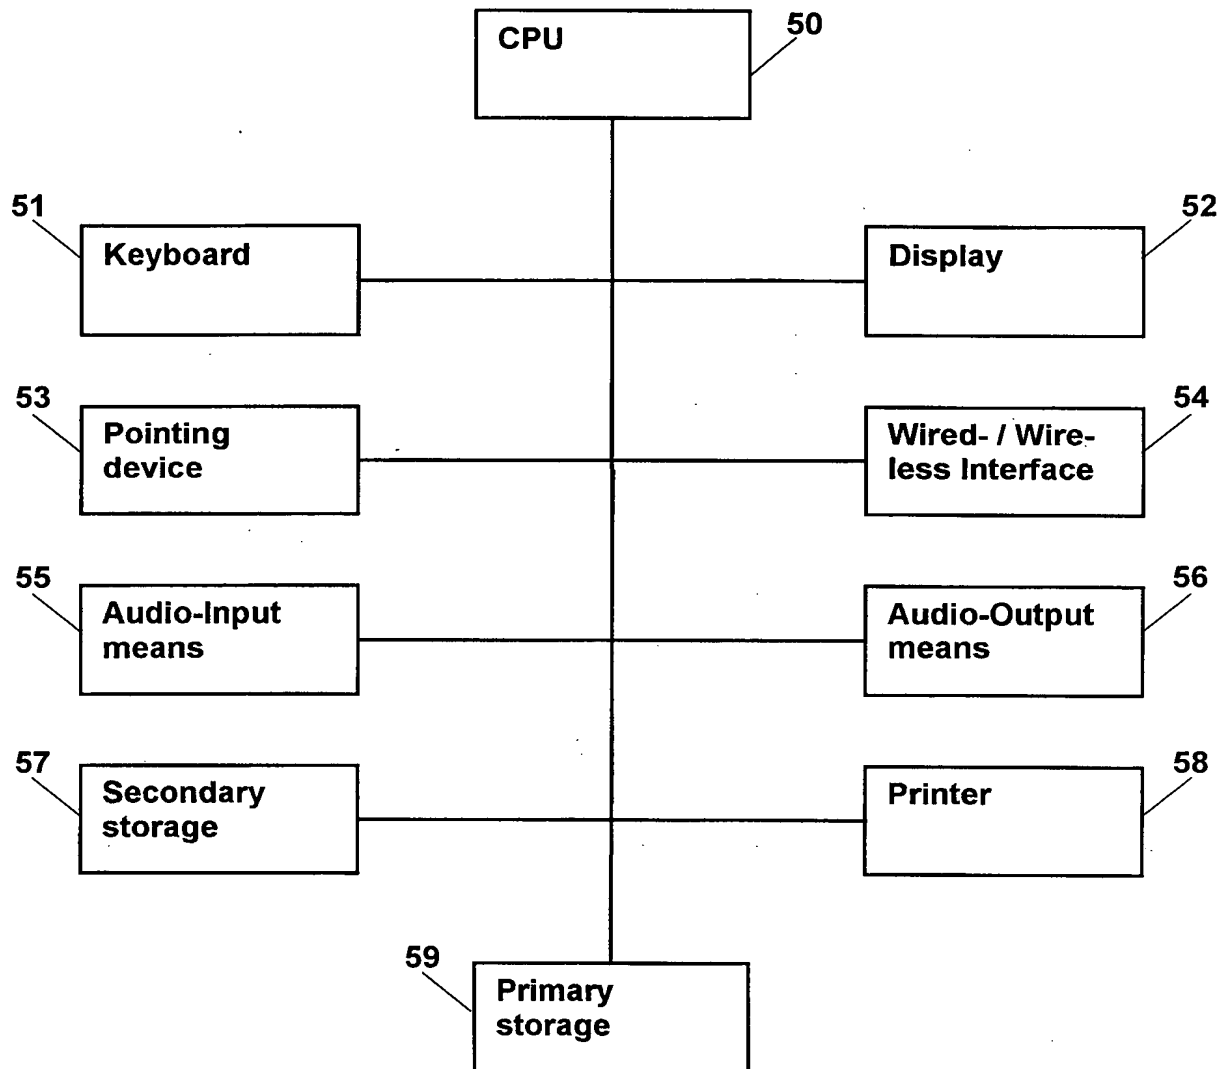 CPU
50
51
Keyboard
52
Display
53
Pointing
device
54
Wired- / Wire-
less Interface
55
Audio-Input
means
56
Audio-Output
means
57
Secondary
storage
58
Printer
59
Primary
storage